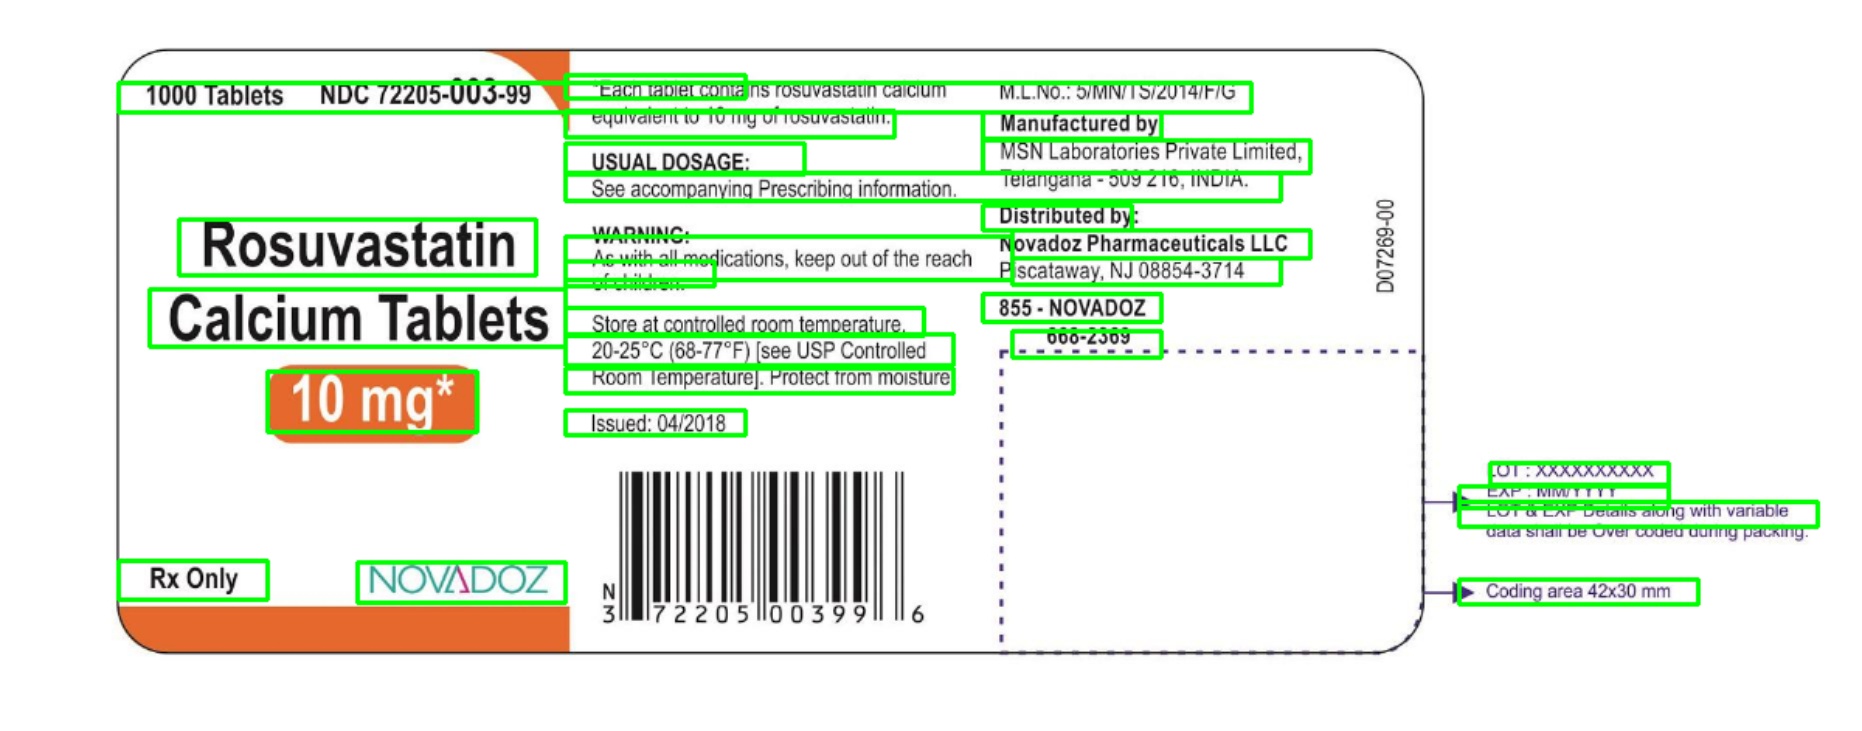 1000 Tablets NDC 72205-003-99
Rosuvastatin
Calcium Tablets
10 mg*
Rx Only
NOVADOZ
*Each tablet contains rosuvastatin calcium
equivalent to 10 mg of rosuvastatin.
USUAL DOSAGE:
See accompanying Prescribing information.
WARNING:
As with all medications, keep out of the reach
of children.
Store at controlled room temperature.
20-25°C (68-77°F) [see USP Controlled
Room Temperature]. Protect from moisture
Issued: 04/2018
N
3 72205 00399 6
M.L.No.: 5/MN/TS/2014/F/G
Manufactured by
MSN Laboratories Private Limited,
Telangana - 509 216, INDIA.
Distributed by:
Novadoz Pharmaceuticals LLC
Piscataway, NJ 08854-3714
855 - NOVADOZ
668-2369
D07269-00
LOT : XXXXXXXXXX
EXP : MM/YYYY
LOT & EXP Details along with variable
data shall be Over coded during packing.
Coding area 42x30 mm